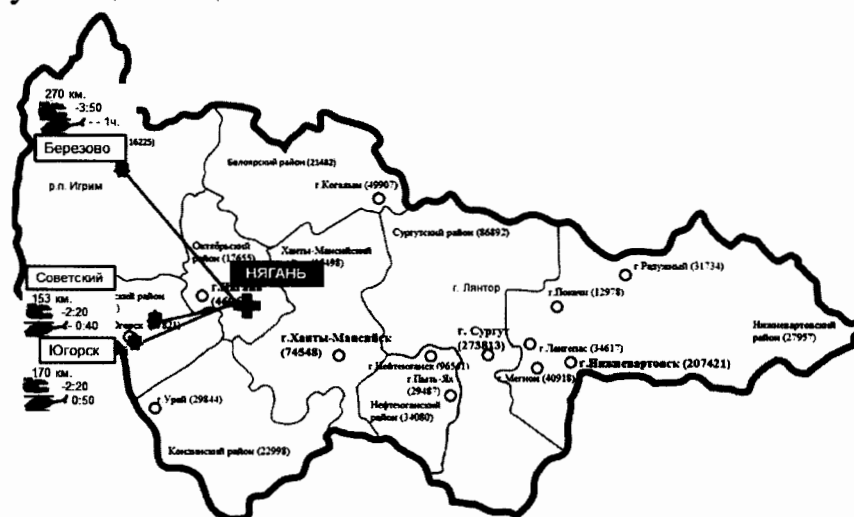 270 км.
-3:50
- - 1ч.
Березово
16225)
р.п. Игрим
Белоярский район (21482)
г.Когалым (49907)
Октябрьский
район (17655)
Ханты-Мансийский
Сургутский район (86892)
НЯГАНЬ
г. Радужный (31734)
г. Лянтор
г.Покачи (12978)
Советский
153 км.
-2:20
- 0:40
ский район
Югорск
170 км.
-2:20
0:50
г.Ханты-Мансийск
(74548)
г. Сургут
(273813)
г.Нефтеюганск
г.Пыть-Ях
(29487)
Нефтеюганский
район (34080)
г.Лангепас (34617)
г.Мегион (40918)
г.Нижневартовск (207421)
Нижневартовский
район (27957)
г. Урай (29844)
Кондинский район (22998)